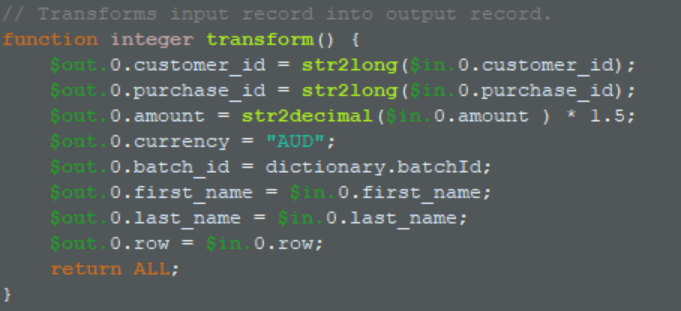 // Transforms input record into output record.
function integer transform() {
    $out.0.customer_id = str2long($in.0.customer_id);
    $out.0.purchase_id = str2long($in.0.purchase_id);
    $out.0.amount = str2decimal($in.0.amount ) * 1.5;
    $out.0.currency = "AUD";
    $out.0.batch_id = dictionary.batchId;
    $out.0.first_name = $in.0.first_name;
    $out.0.last_name = $in.0.last_name;
    $out.0.row = $in.0.row;
    return ALL;
}